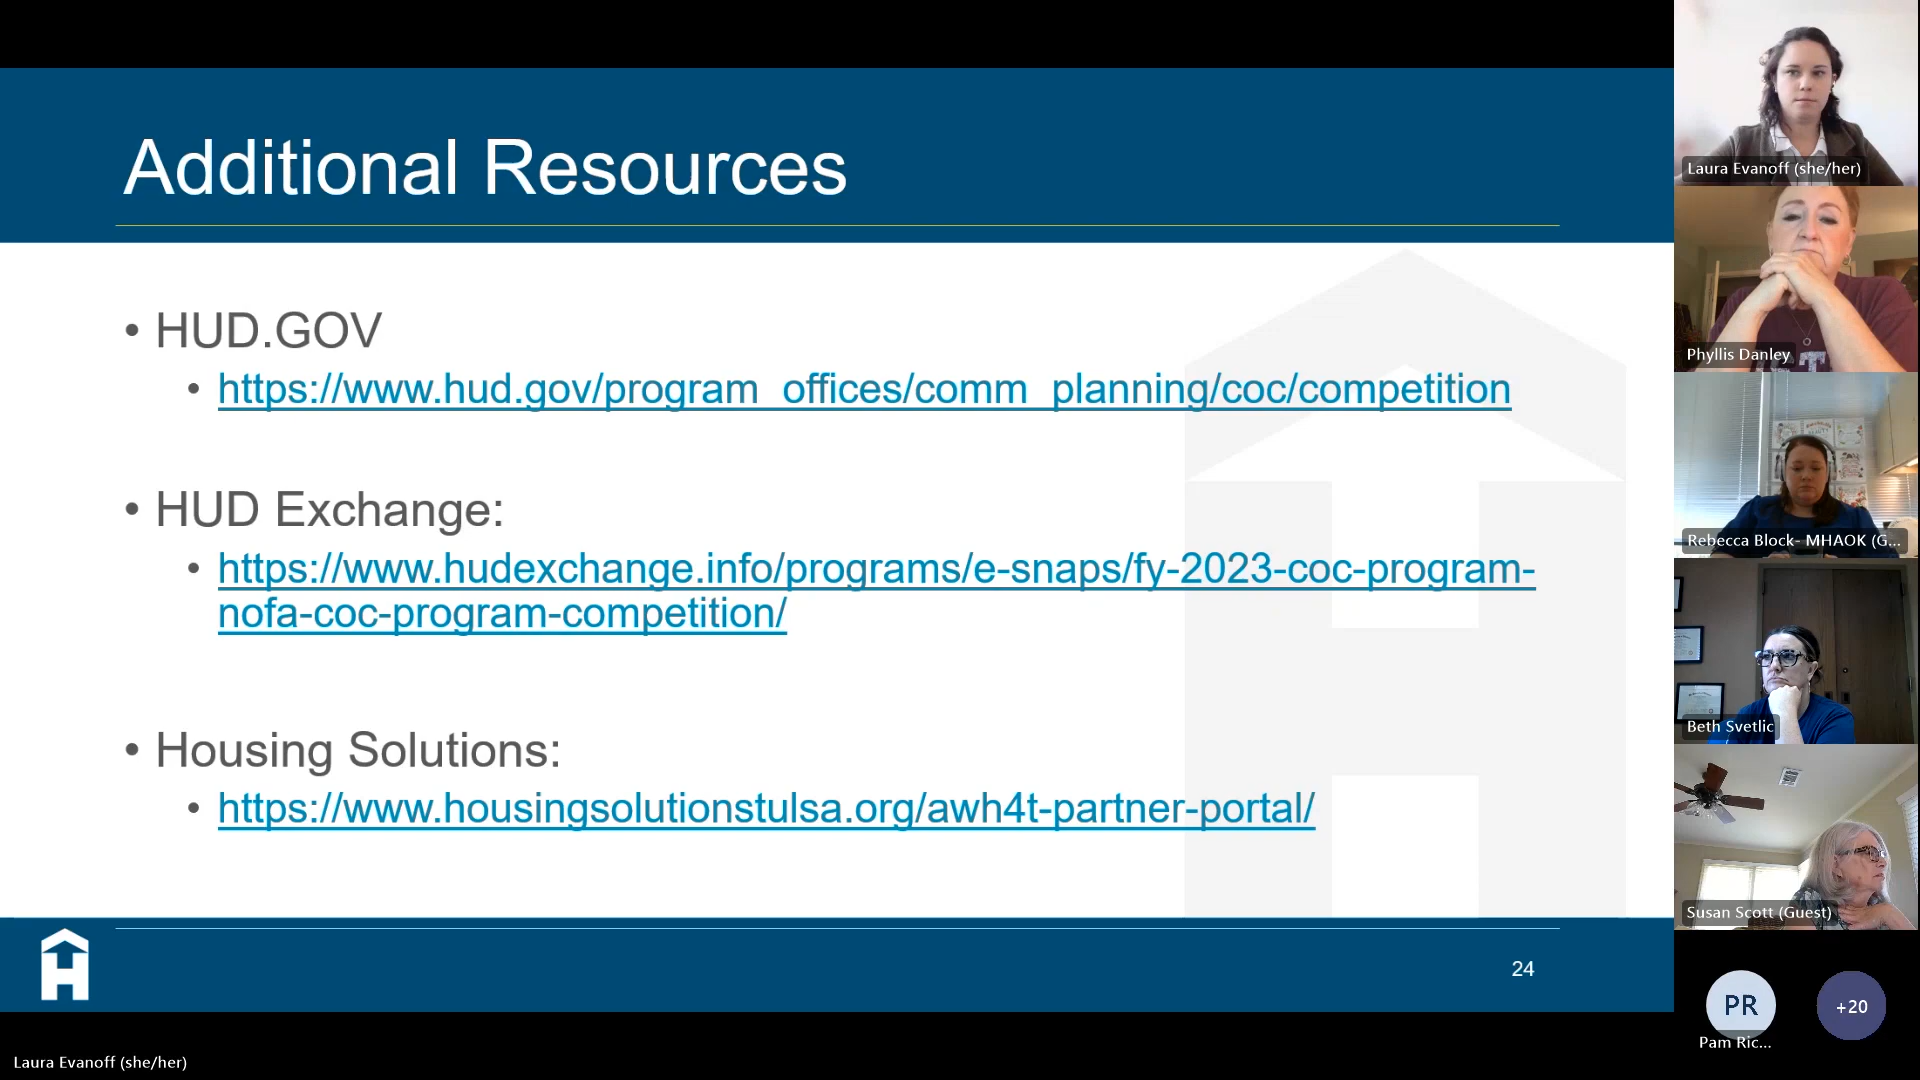 Additional Resources
• HUD.GOV
• https://www.hud.gov/program_offices/comm_planning/coc/competition
• HUD Exchange:
• https://www.hudexchange.info/programs/e-snaps/fy-2023-coc-program-
nofa-coc-program-competition/
• Housing Solutions:
• https://www.housingsolutionstulsa.org/awh4t-partner-portal/
24
Laura Evanoff (she/her)
Laura Evanoff (she/her)
Phyllis Danley
Rebecca Block- MHAOK (G...
Beth Svetlic
Susan Scott (Guest)
PR
+20
Pam Ric...